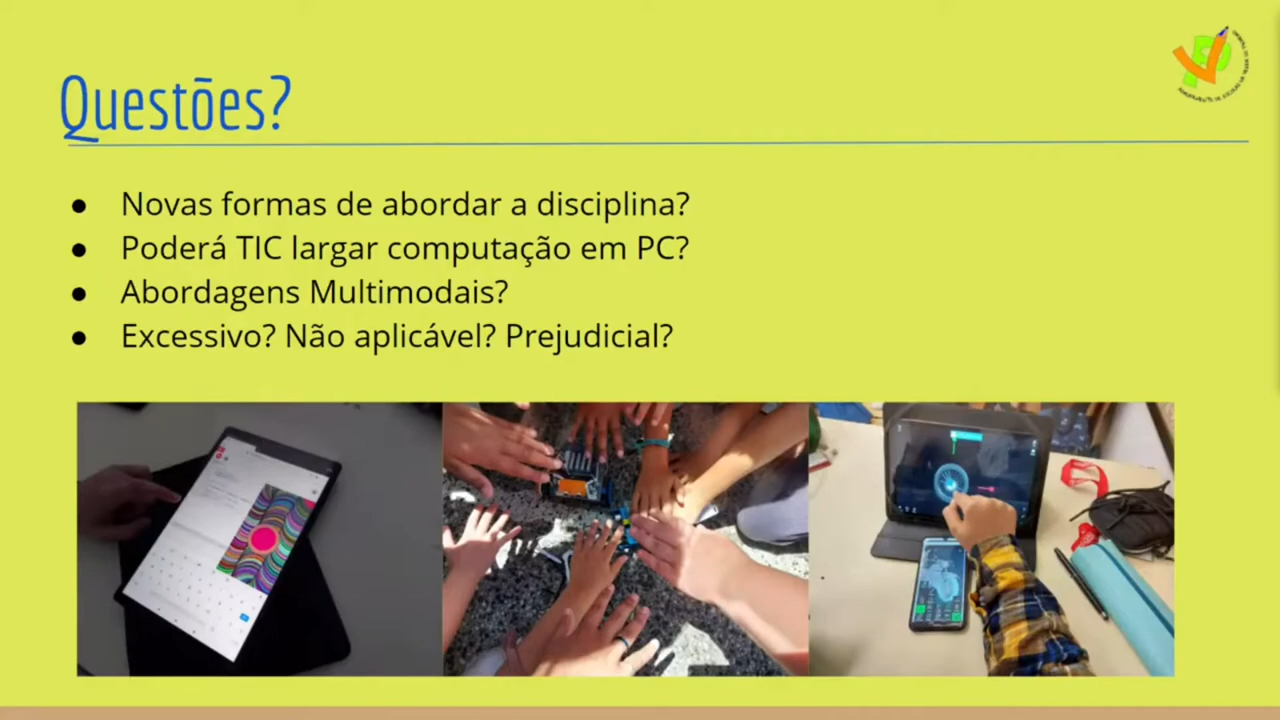 Questões?
● Novas formas de abordar a disciplina?
● Poderá TIC largar computação em PC?
● Abordagens Multimodais?
● Excessivo? Não aplicável? Prejudicial?